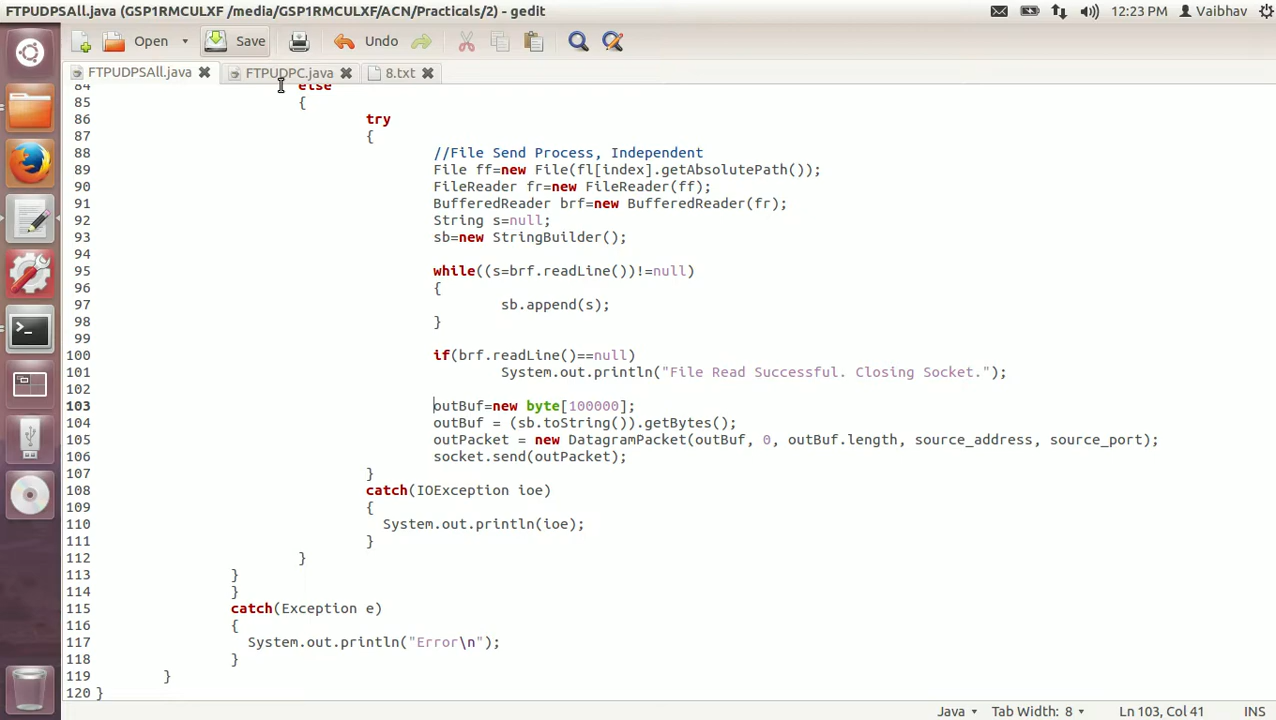 FTPUDPSAll.java (GSP1RMCULXF /media/GSP1RMCULXF/ACN/Practicals/2) - gedit
12:23 PM
Vaibhav
Open
Save
Undo
FTPUDPSAll.java
FTPUDPC.java
8.txt
84 else
85 {
86 try
87 {
88 //File Send Process, Independent
89 File ff=new File(fl[index].getAbsolutePath());
90 FileReader fr=new FileReader(ff);
91 BufferedReader brf=new BufferedReader(fr);
92 String s=null;
93 sb=new StringBuilder();
94
95 while((s=brf.readLine())!=null)
96 {
97 sb.append(s);
98 }
99
100 if(brf.readLine()==null)
101 System.out.println("File Read Successful. Closing Socket.");
102
103 outBuf=new byte[100000];
104 outBuf = (sb.toString()).getBytes();
105 outPacket = new DatagramPacket(outBuf, 0, outBuf.length, source_address, source_port);
106 socket.send(outPacket);
107 }
108 catch(IOException ioe)
109 {
110 System.out.println(ioe);
111 }
112 }
113 }
114 }
115 catch(Exception e)
116 {
117 System.out.println("Error\n");
118 }
119 }
120 }
Java
Tab Width: 8
Ln 103, Col 41
INS